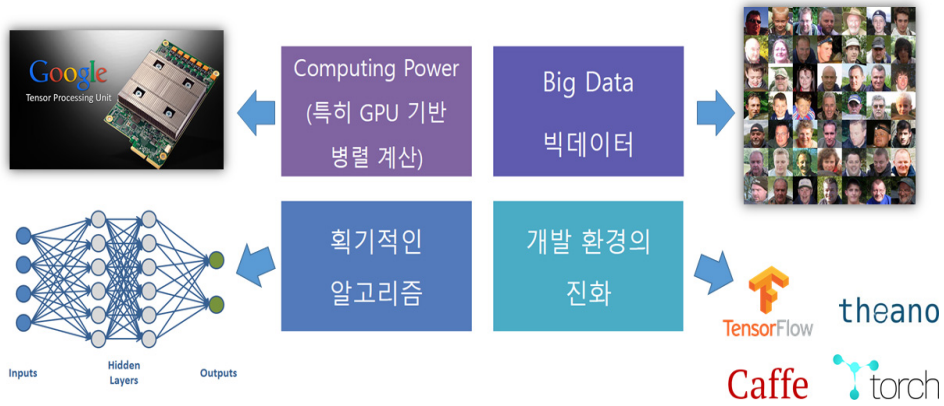 Google
Tensor Processing Unit
Computing Power
(특히 GPU 기반
병렬 계산)
Big Data
빅데이터
획기적인
알고리즘
개발 환경의
진화
Inputs
Hidden
Layers
Outputs
TensorFlow
theano
Caffe
torch